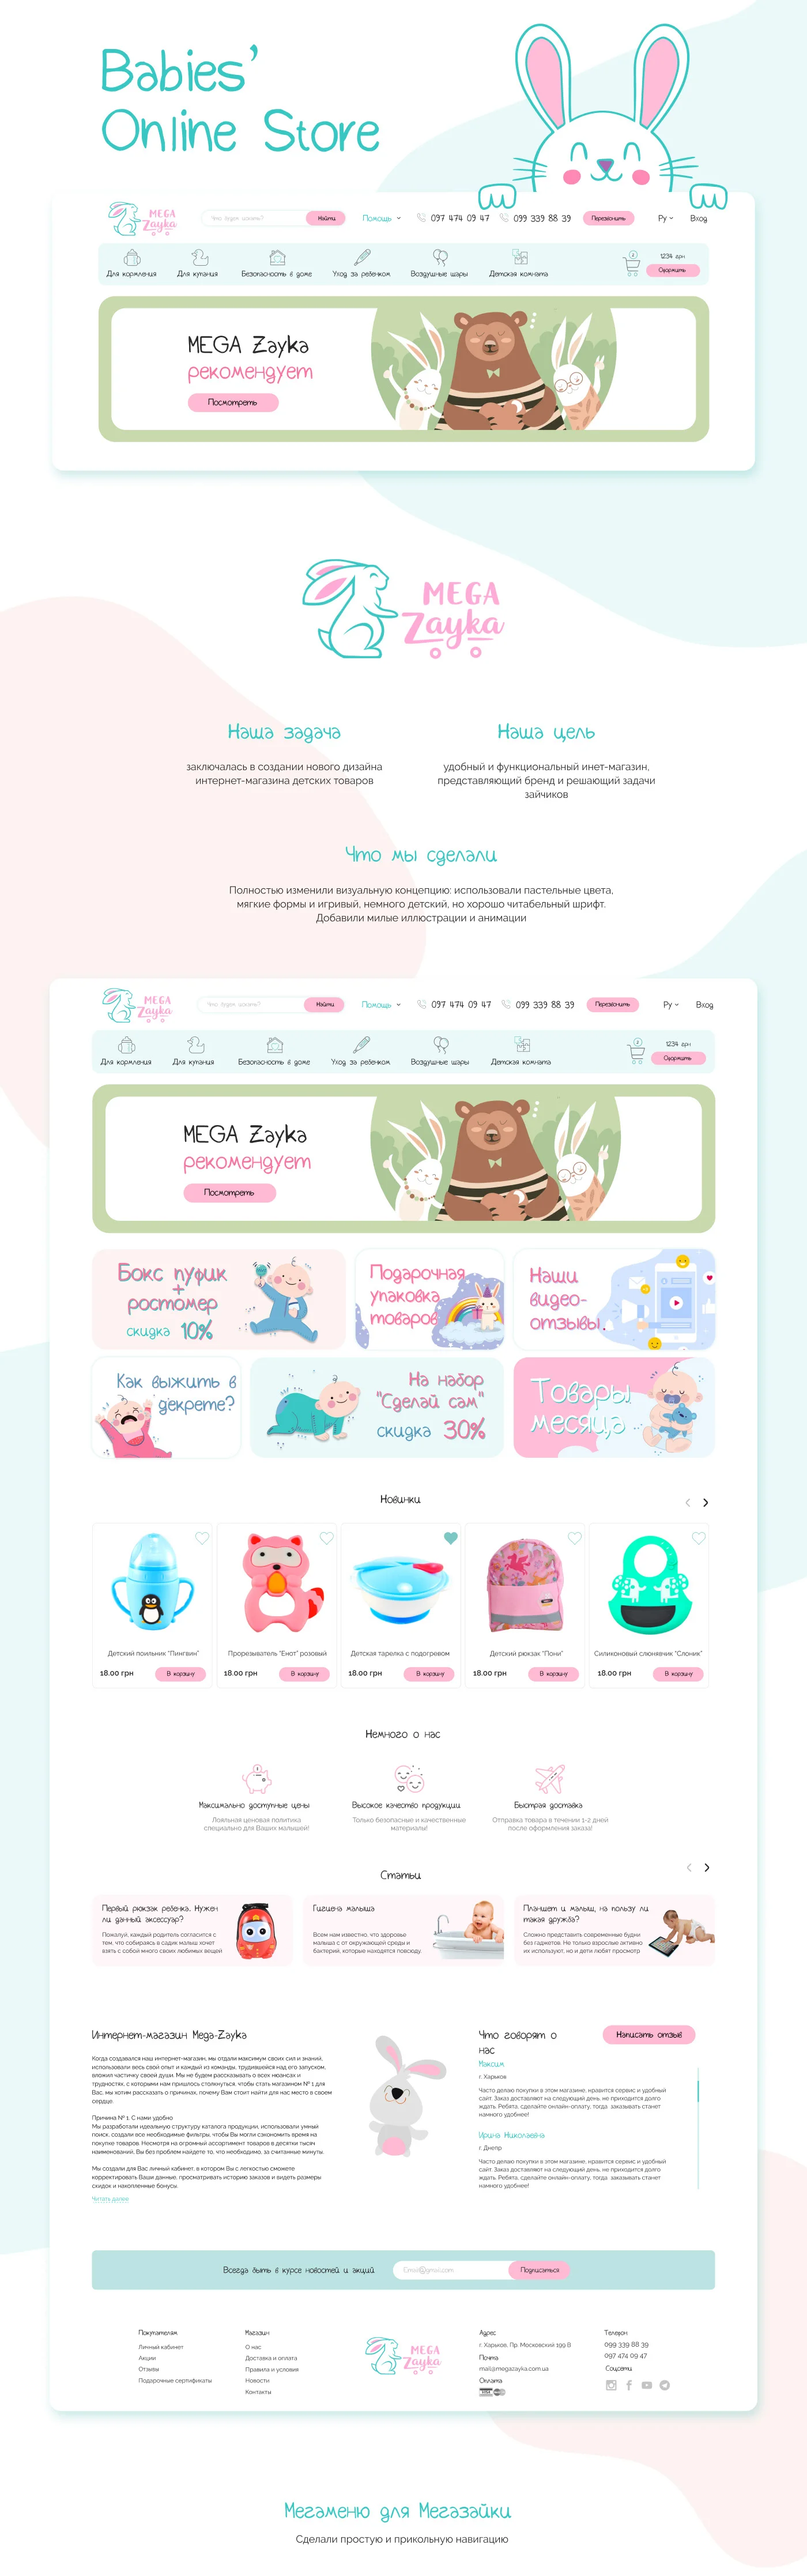 Babies'
Online Store
MEGA
Zayka
Что будем искать?
Найти
Помощь
097 474 09 47
099 339 88 39
Перезвонить
Ру
Вход
Для кормления
Для купания
Безопасность в доме
Уход за ребенком
Воздушные шары
Детская комната
1234 грн
Оформить
MEGA Zayka
рекомендует
Посмотреть
MEGA
Zayka
Наша задача
заключалась в создании нового дизайна
интернет-магазина детских товаров
Наша цель
удобный и функциональный инет-магазин,
представляющий бренд и решающий задачи
зайчиков
Что мы сделали
Полностью изменили визуальную концепцию: использовали пастельные цвета,
мягкие формы и игривый, немного детский, но хорошо читабельный шрифт.
Добавили милые иллюстрации и анимации
MEGA
Zayka
Что будем искать?
Найти
Помощь
097 474 09 47
099 339 88 39
Перезвонить
Ру
Вход
Для кормления
Для купания
Безопасность в доме
Уход за ребенком
Воздушные шары
Детская комната
1234 грн
Оформить
MEGA Zayka
рекомендует
Посмотреть
Бокс пуфик
+
ростомер
скидка 10%
Подарочная
упаковка
товаров
Наши
видео-
отзывы
Как выжить в
декрете?
На набор
"Сделай сам"
скидка 30%
Товары
месяца
Новинки
Детский поильник "Пингвин"
18.00 грн
В корзину
Прорезыватель "Енот" розовый
18.00 грн
В корзину
Детская тарелка с подогревом
18.00 грн
В корзину
Детский рюкзак "Пони"
18.00 грн
В корзину
Силиконовый слюнявчик "Слоник"
18.00 грн
В корзину
Немного о нас
Максимально доступные цены
Лояльная ценовая политика
специально для Ваших малышей!
Высокое качество продукции
Только безопасные и качественные
материалы!
Быстрая доставка
Отправка товара в течении 1-2 дней
после оформления заказа!
Статьи
Первый рюкзак ребенка. Нужен
ли данный аксессуар?
Пожалуй, каждый родитель согласится с
тем, что собираясь в садик малыш хочет
взять с собой много своих любимых вещей
Гигиена малыша
Всем нам известно, что здоровье
малыша с от окружающей среды и
бактерий, которые находятся повсюду.
Планшет и малыш, на пользу ли
такая дружба?
Сложно представить современные будни
без гаджетов. Не только взрослые активно
их используют, но и дети любят просмотр
Интернет-магазин Mega-Zayka
Когда создавался наш интернет-магазин, мы отдали максимум своих сил и знаний,
использовали весь свой опыт и каждый из команды, трудившейся над его запуском,
вложил частичку своей души. Мы не будем рассказывать о всех нюансах и
трудностях, с которыми нам пришлось столкнуться, чтобы стать магазином № 1 для
Вас, мы хотим рассказать о причинах, почему Вам стоит найти для нас место в своем
сердце.
Причина № 1. С нами удобно
Мы разработали идеальную структуру каталога продукции, использовали умный
поиск, создали все необходимые фильтры, чтобы Вы могли сэкономить время на
покупке товаров. Несмотря на огромный ассортимент товаров в десятки тысяч
наименований, Вы без проблем найдете то, что необходимо, за считанные минуты.
Мы создали для Вас личный кабинет, в котором Вы с легкостью сможете
корректировать Ваши данные, просматривать историю заказов и видеть размеры
скидок и накопленные бонусы.
Читать далее
Что говорят о
нас
Написать отзыв
Максим
г. Харьков
Часто делаю покупки в этом магазине, нравится сервис и удобный
сайт. Заказ доставляют на следующий день, не приходится долго
ждать. Ребята, сделайте онлайн-оплату, тогда заказывать станет
намного удобнее!
Ирина Николаевна
г. Днепр
Часто делаю покупки в этом магазине, нравится сервис и удобный
сайт. Заказ доставляют на следующий день, не приходится долго
ждать. Ребята, сделайте онлайн-оплату, тогда заказывать станет
намного удобнее!
Всегда быть в курсе новостей и акций
Email@gmail.com
Подписаться
Покупателям
Личный кабинет
Акции
Отзывы
Подарочные сертификаты
Магазин
О нас
Доставка и оплата
Правила и условия
Новости
Контакты
MEGA
Zayka
Адрес
г. Харьков, Пр. Московский 199 В
Почта
mail@megazayka.com.ua
Оплата
VISA
Телефон
099 339 88 39
097 474 09 47
Соцсети
Мегаменю для Мегазайки
Сделали простую и прикольную навигацию